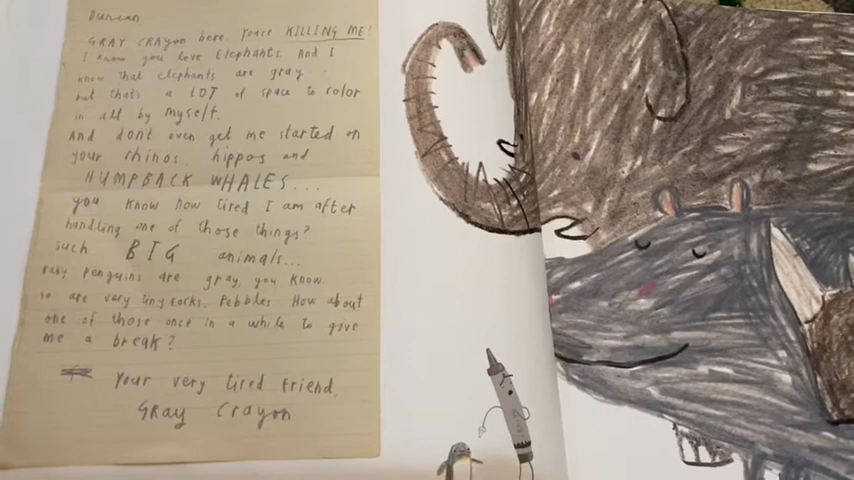 Duncan
GRAY CRAYON here. You're KILLING ME!
I know you love Elephants. And I
know that elephants are gray...
but that's a LOT of space to color
in all by myself.
And don't even get me started on
your rhinos, hippos and
HUMPBACK WHALES...
you know how tired I am after
handling one of those things?
such BIG animals...
Baby penguins are gray, you know.
so are very tiny rocks. Pebbles. How about
one of those once in a while to give
me a break?
Your very tired friend,
Gray Crayon